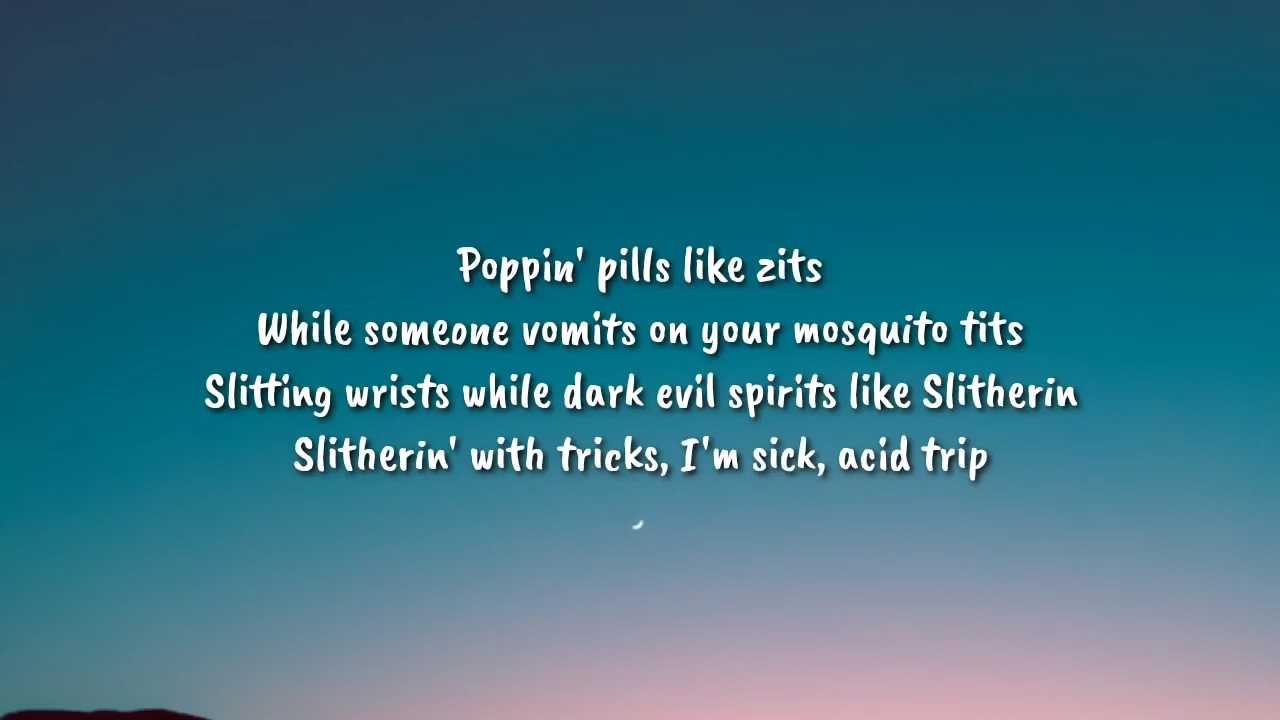 Poppin' pills like zits
While someone vomits on your mosquito tits
Slitting wrists while dark evil spirits like Slitherin
Slitherin' with tricks, I'm sick, acid trip